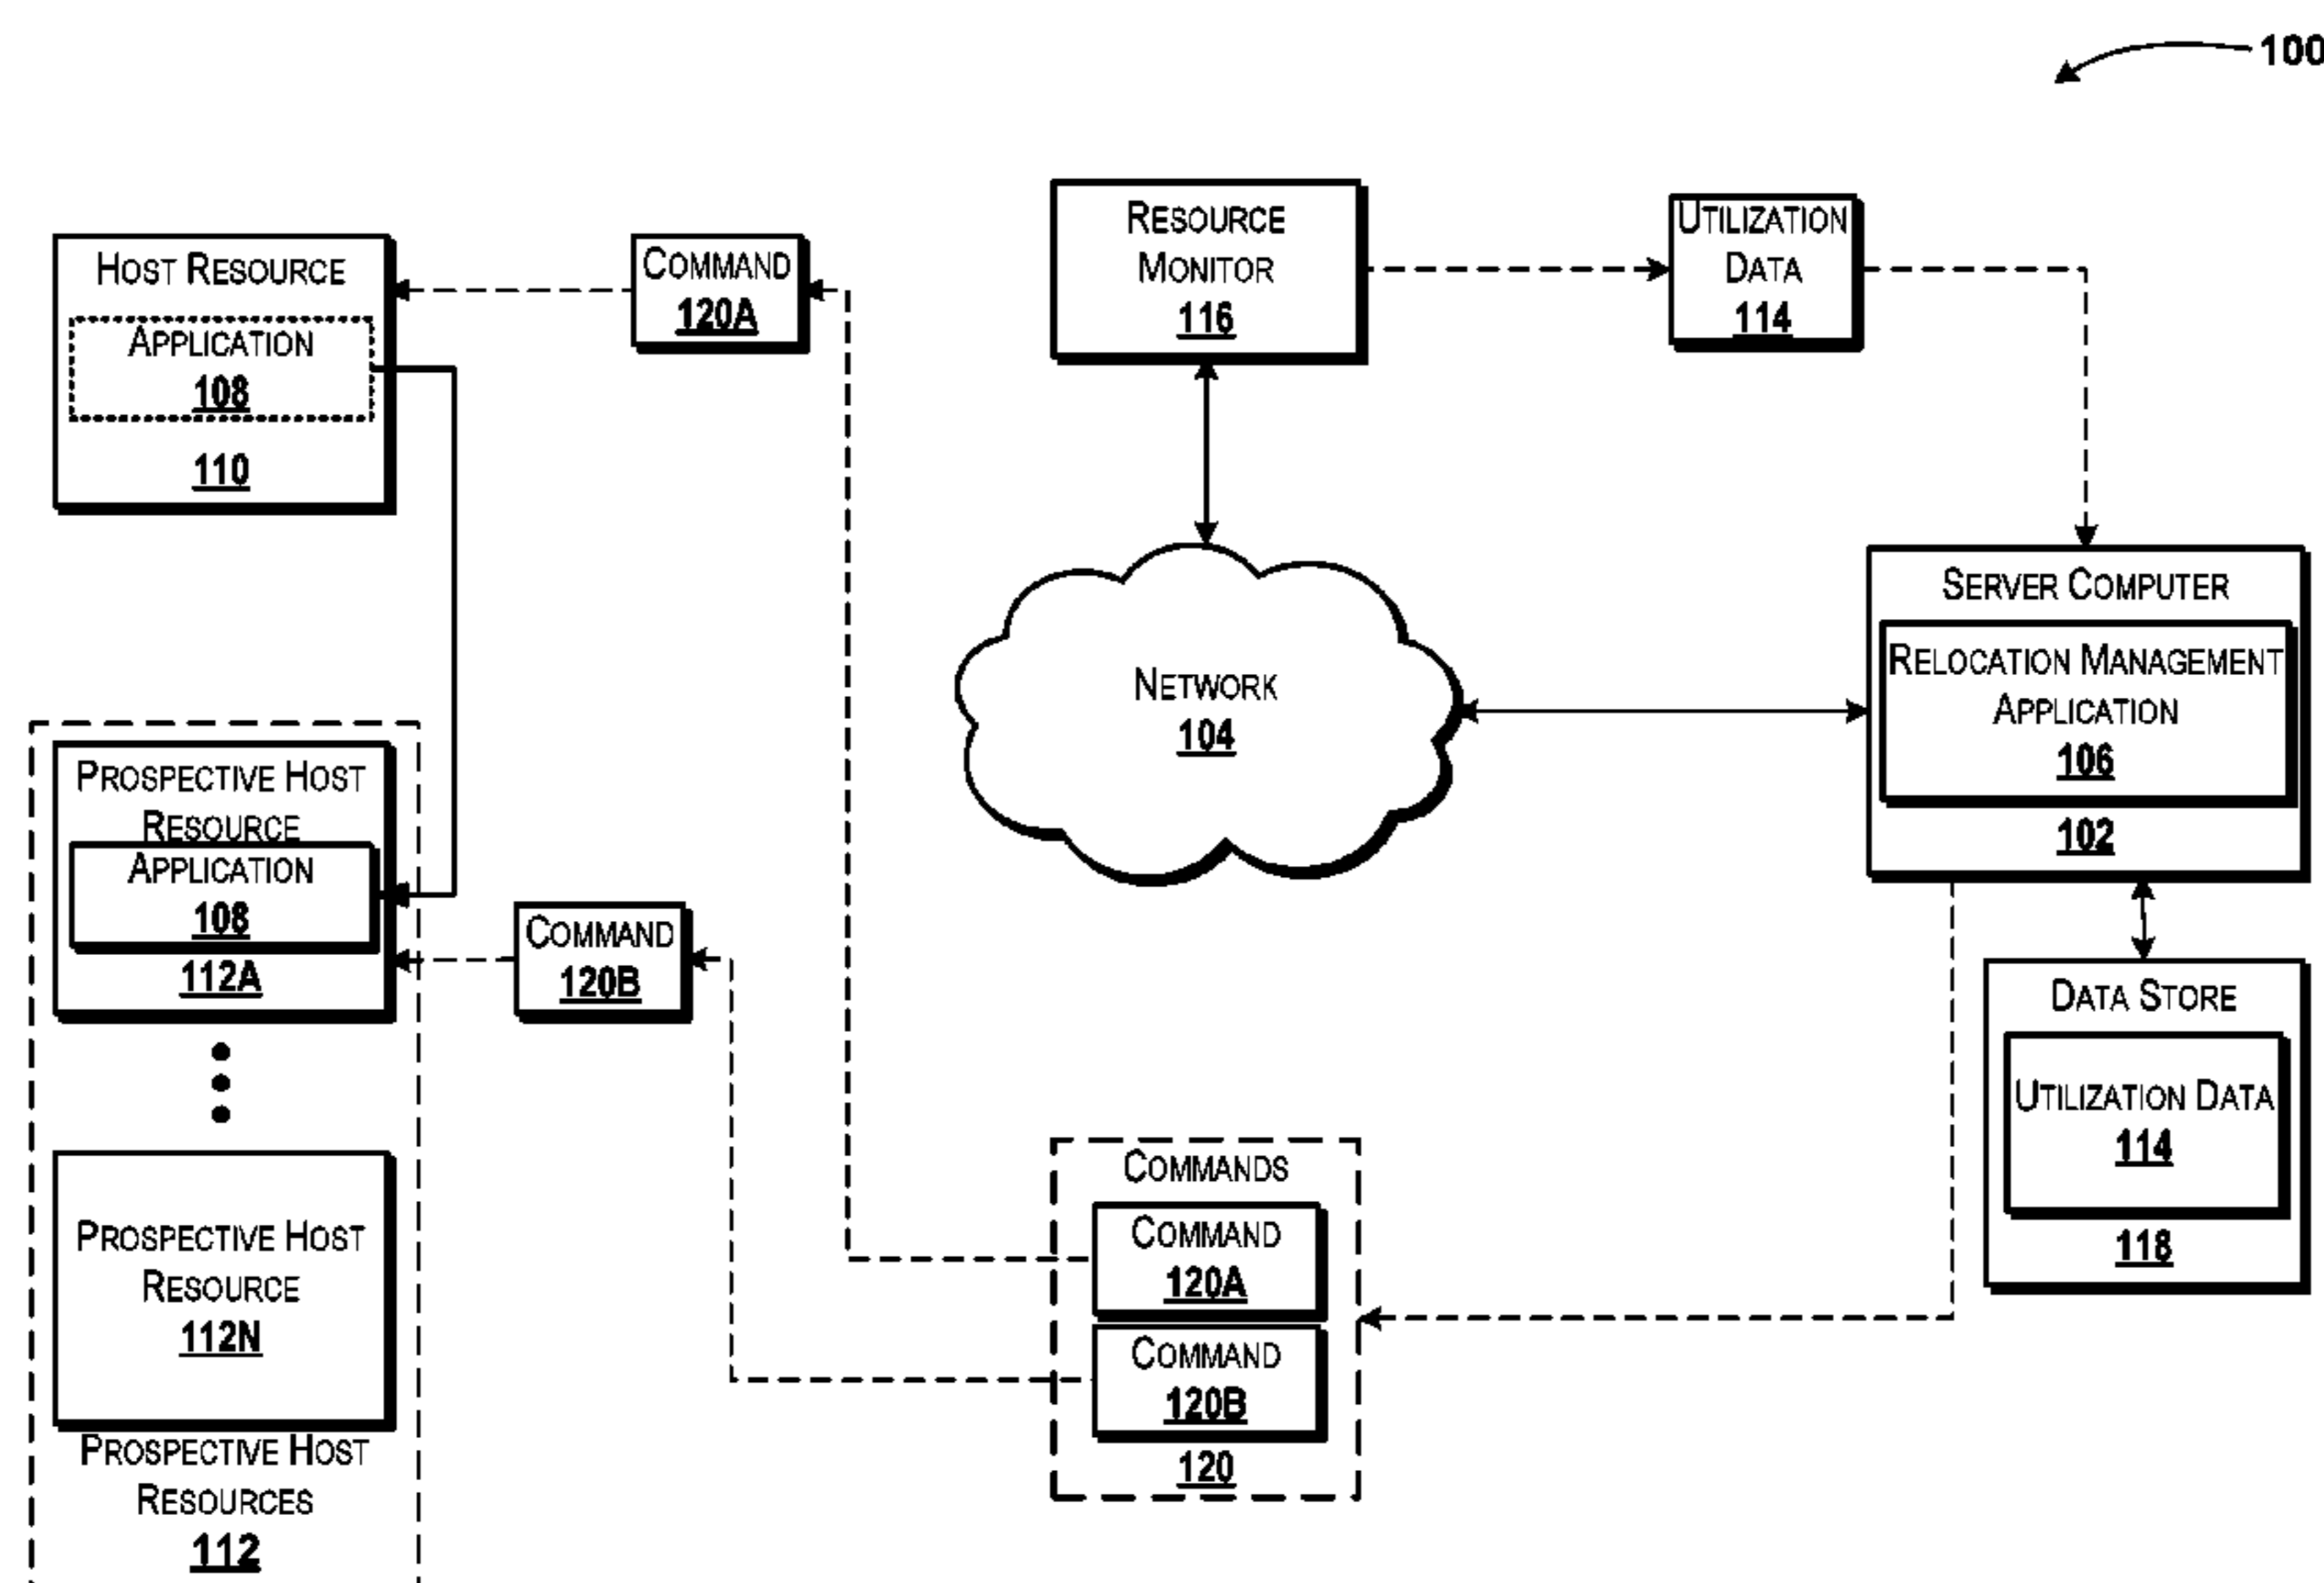 100
HOST RESOURCE
APPLICATION
108
110
COMMAND
120A
RESOURCE
MONITOR
116
UTILIZATION
DATA
114
SERVER COMPUTER
RELOCATION MANAGEMENT
APPLICATION
106
102
NETWORK
104
PROSPECTIVE HOST
RESOURCE
APPLICATION
108
112A
COMMAND
120B
DATA STORE
UTILIZATION DATA
114
118
PROSPECTIVE HOST
RESOURCE
112N
PROSPECTIVE HOST
RESOURCES
112
COMMANDS
COMMAND
120A
COMMAND
120B
120